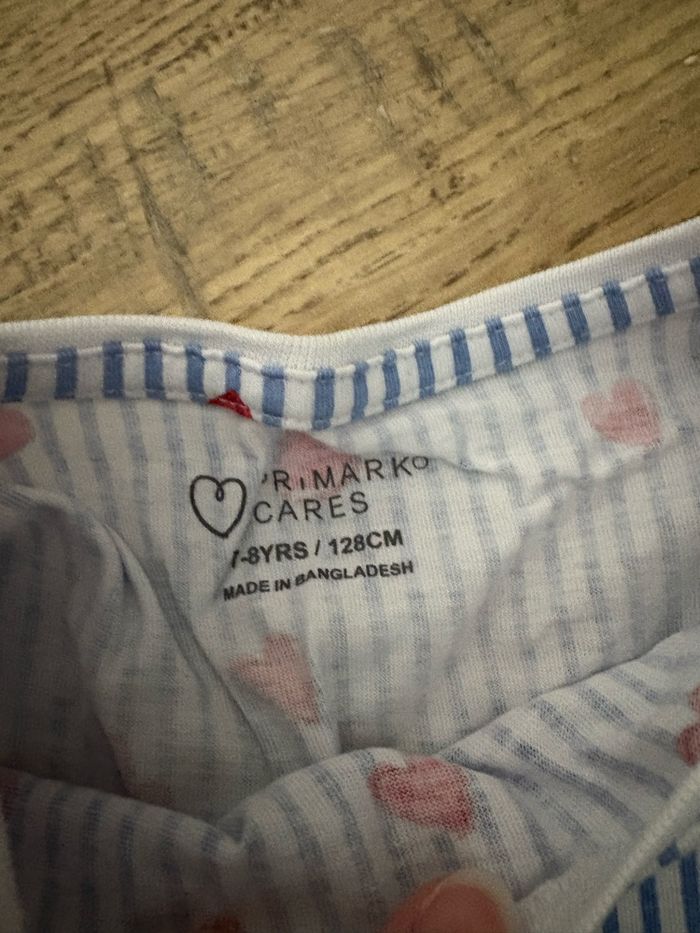 PRIMARK®
CARES
7-8YRS / 128CM
MADE IN BANGLADESH